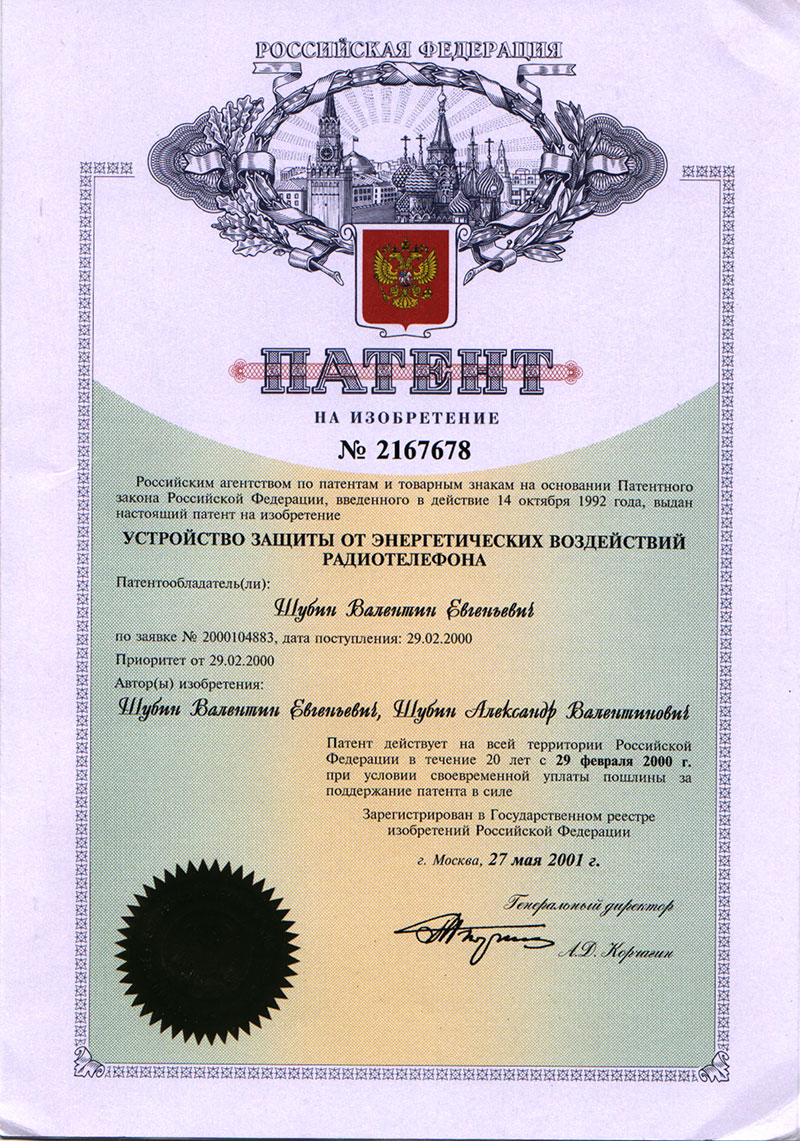 РОССИЙСКАЯ ФЕДЕРАЦИЯ
ПАТЕНТ
НА ИЗОБРЕТЕНИЕ
№ 2167678
Российским агентством по патентам и товарным знакам на основании Патентного
закона Российской Федерации, введенного в действие 14 октября 1992 года, выдан
настоящий патент на изобретение
УСТРОЙСТВО ЗАЩИТЫ ОТ ЭНЕРГЕТИЧЕСКИХ ВОЗДЕЙСТВИЙ
РАДИОТЕЛЕФОНА
Патентообладатель(ли):
Шубин Валентин Евгеньевич
по заявке № 2000104883, дата поступления: 29.02.2000
Приоритет от 29.02.2000
Автор(ы) изобретения:
Шубин Валентин Евгеньевич, Шубин Александр Валентинович
Патент действует на всей территории Российской
Федерации в течение 20 лет с 29 февраля 2000 г.
при условии своевременной уплаты пошлины за
поддержание патента в силе
Зарегистрирован в Государственном реестре
изобретений Российской Федерации
г. Москва, 27 мая 2001 г.
Генеральный директор
А.Д. Корчагин